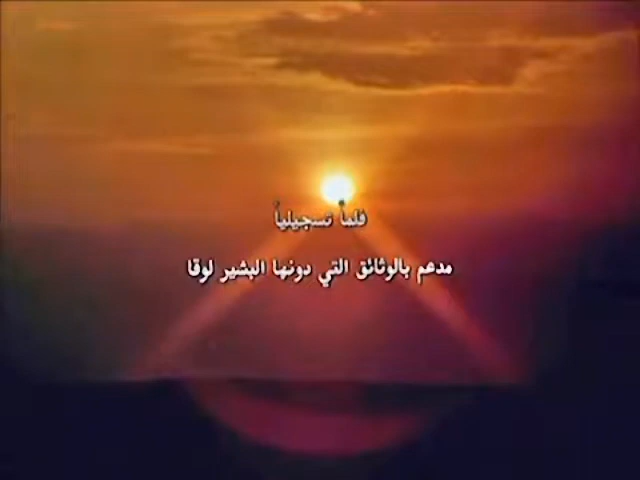 فلماً تسجيلياً
مدعم بالوثائق التي دونها البشير لوقا